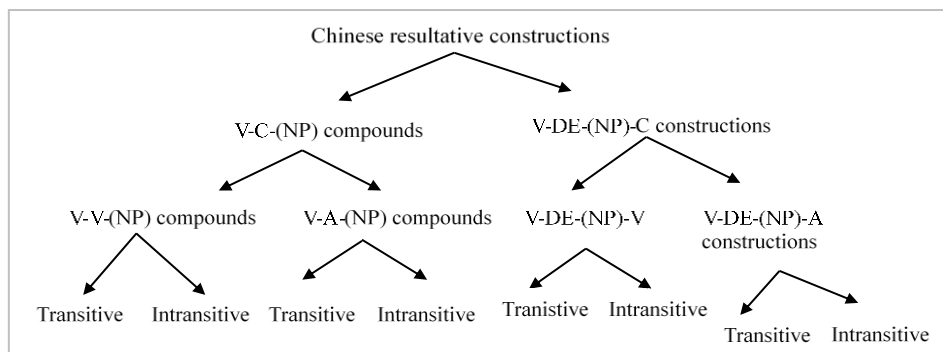 Chinese resultative constructions
V-C-(NP) compounds
V-DE-(NP)-C constructions
V-V-(NP) compounds
V-A-(NP) compounds
V-DE-(NP)-V
V-DE-(NP)-A
constructions
Transitive
Intransitive
Transitive
Intransitive
Tranistive
Intransitive
Transitive
Intransitive